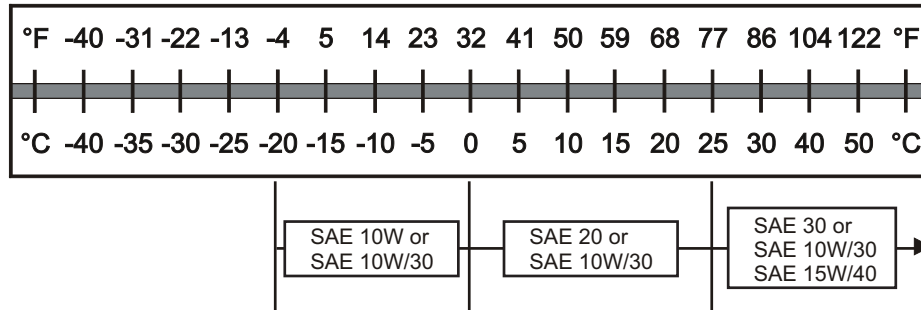 °F -40 -31 -22 -13 -4 5 14 23 32 41 50 59 68 77 86 104 122 °F
°C -40 -35 -30 -25 -20 -15 -10 -5 0 5 10 15 20 25 30 40 50 °C
SAE 10W or
SAE 10W/30
SAE 20 or
SAE 10W/30
SAE 30 or
SAE 10W/30
SAE 15W/40